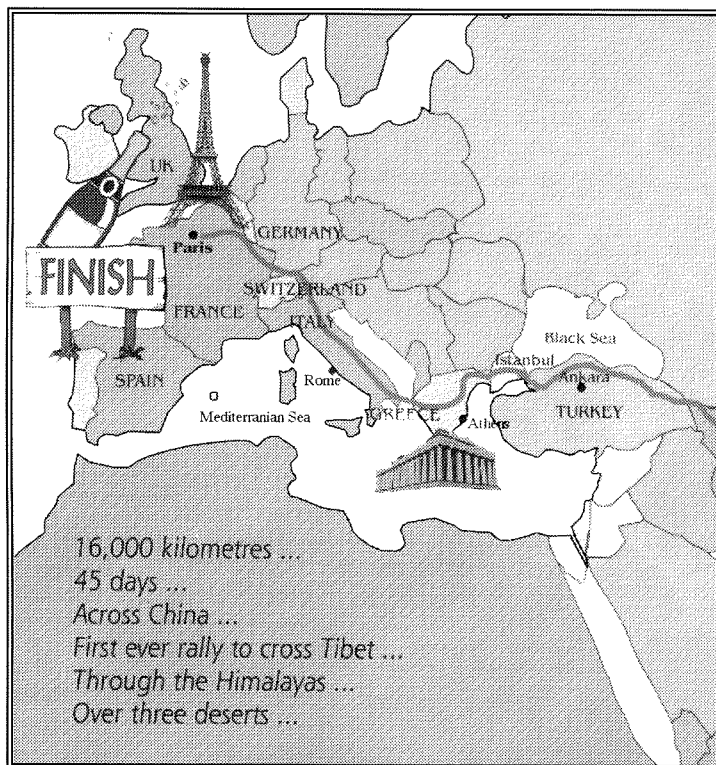 UK
GERMANY
Paris
FINISH
SWITZERLAND
FRANCE
ITALY
Black Sea
Istanbul
Rome
Ankara
SPAIN
Mediterranian Sea
GREECE
Athens
TURKEY
16,000 kilometres ...
45 days ...
Across China ...
First ever rally to cross Tibet ...
Through the Himalayas ...
Over three deserts ...